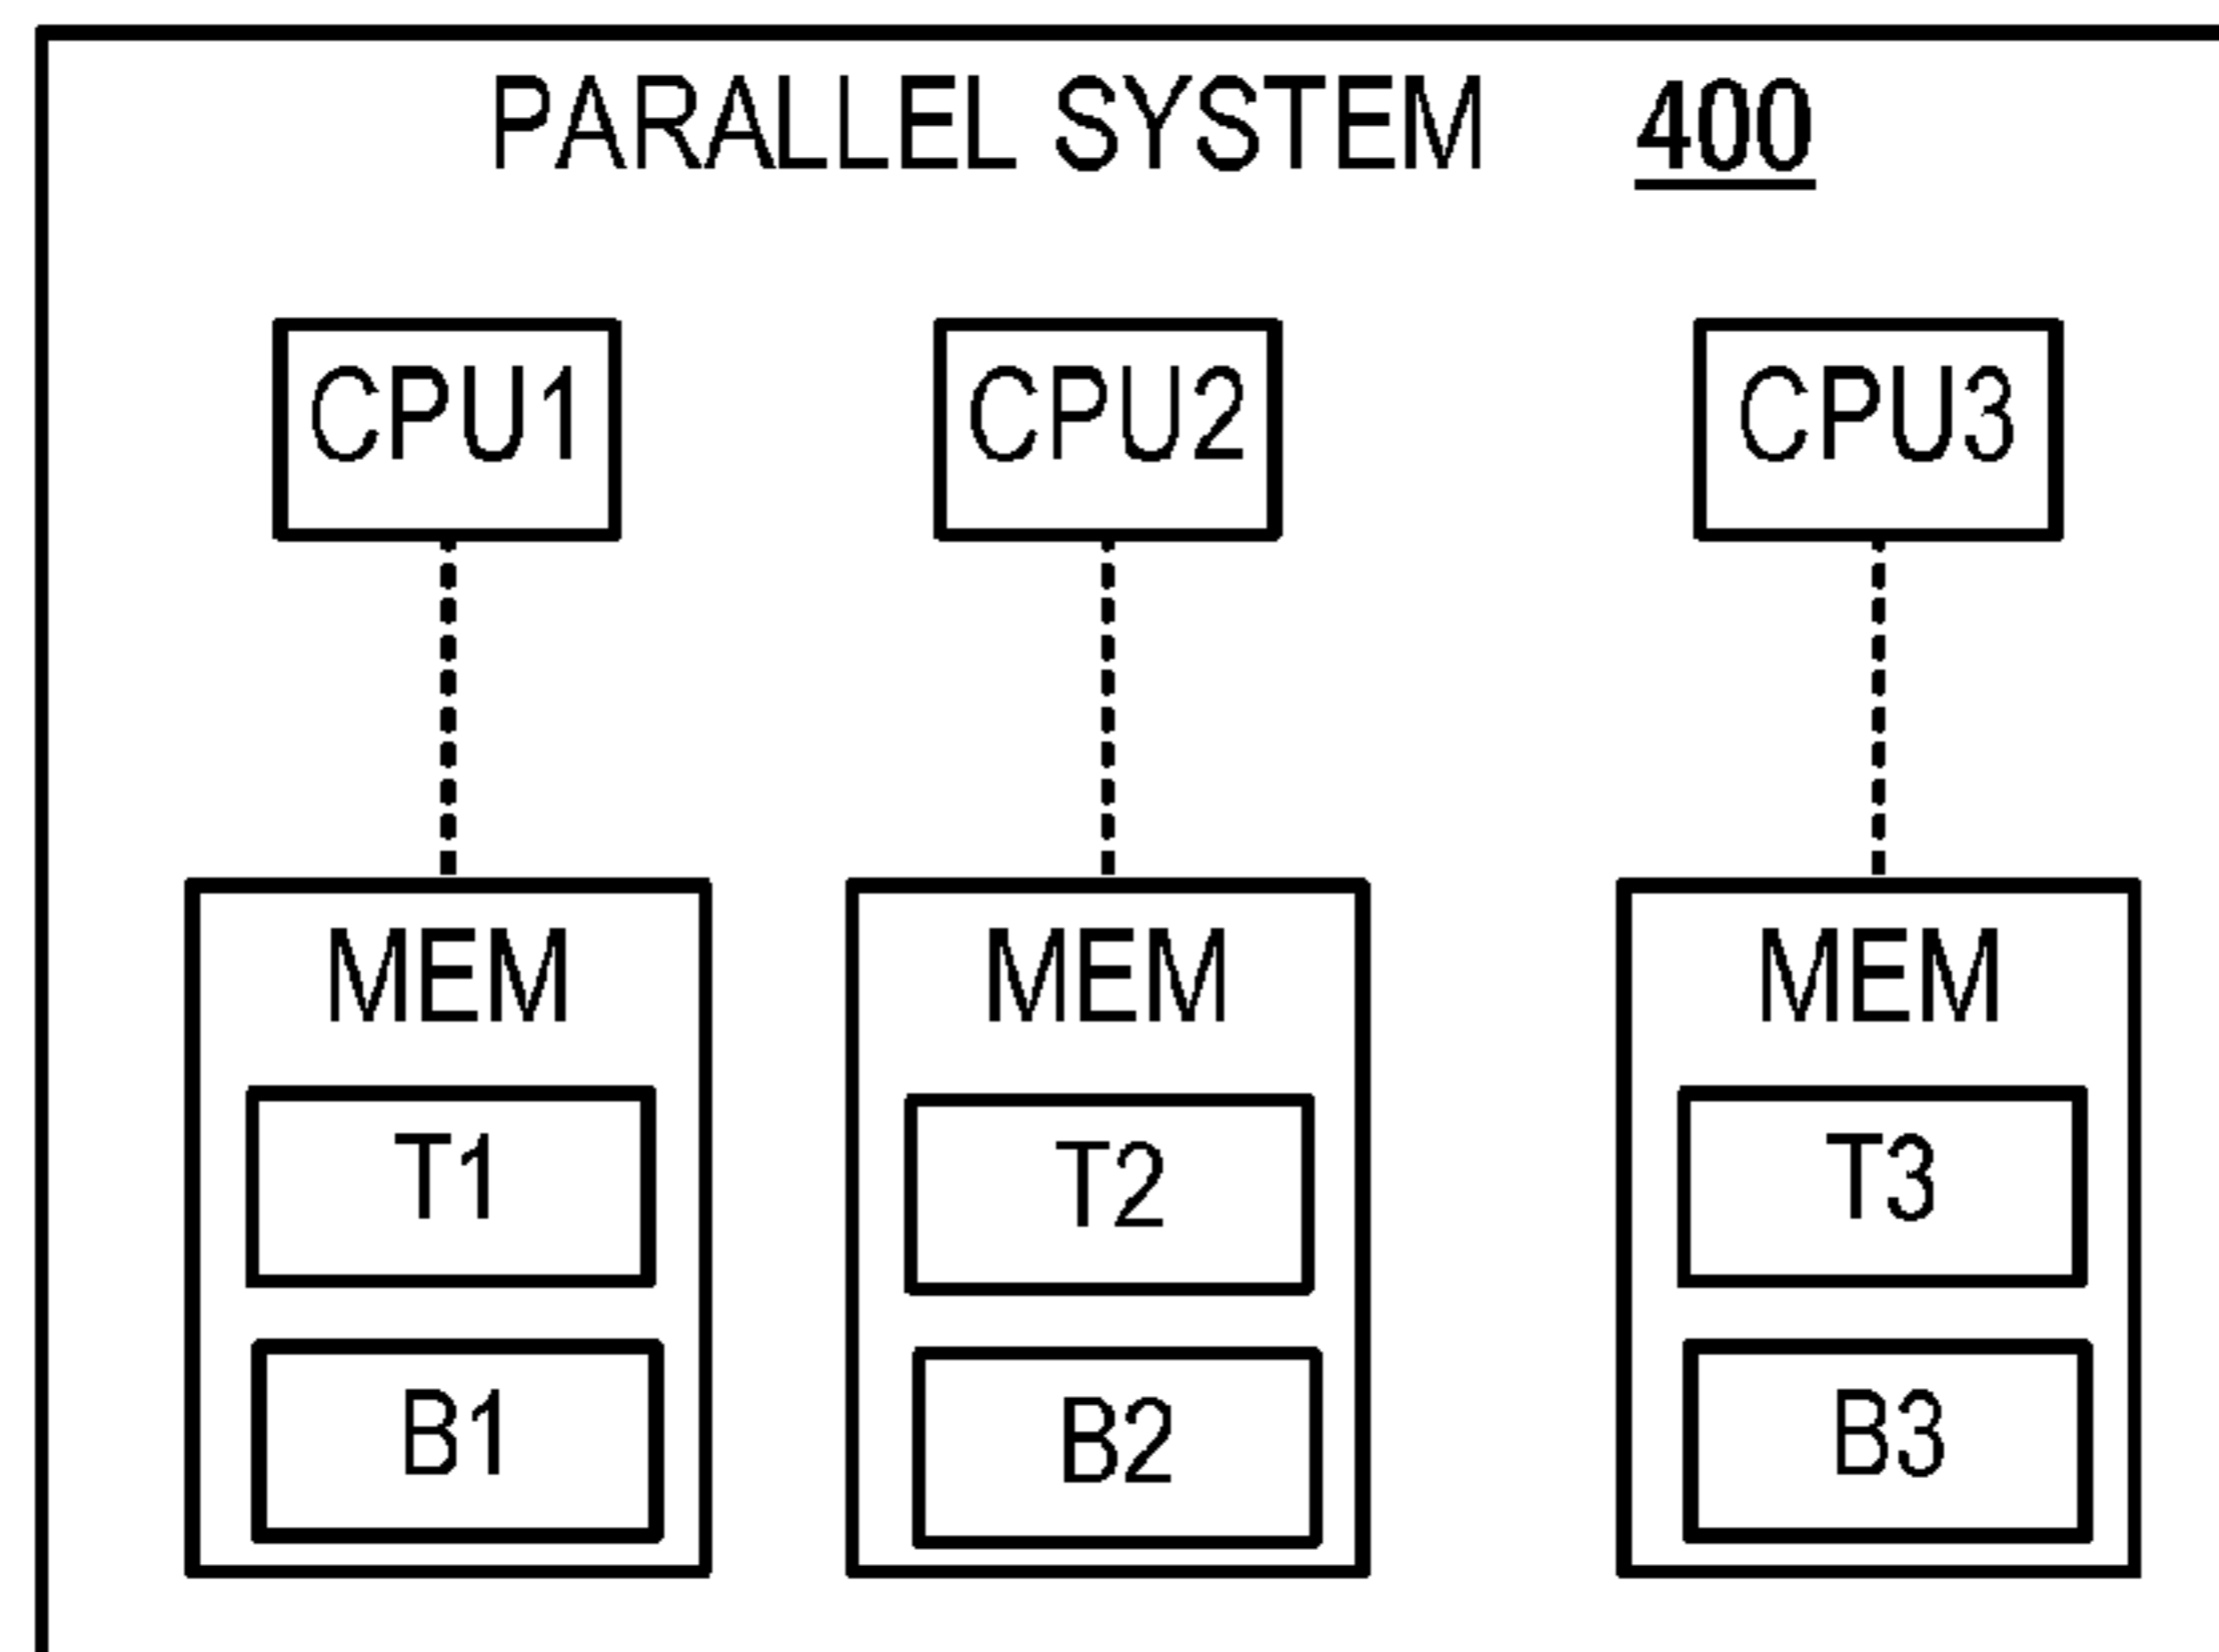 PARALLEL SYSTEM 400
CPU1 CPU2 CPU3
MEM MEM MEM
T1 T2 T3
B1 B2 B3